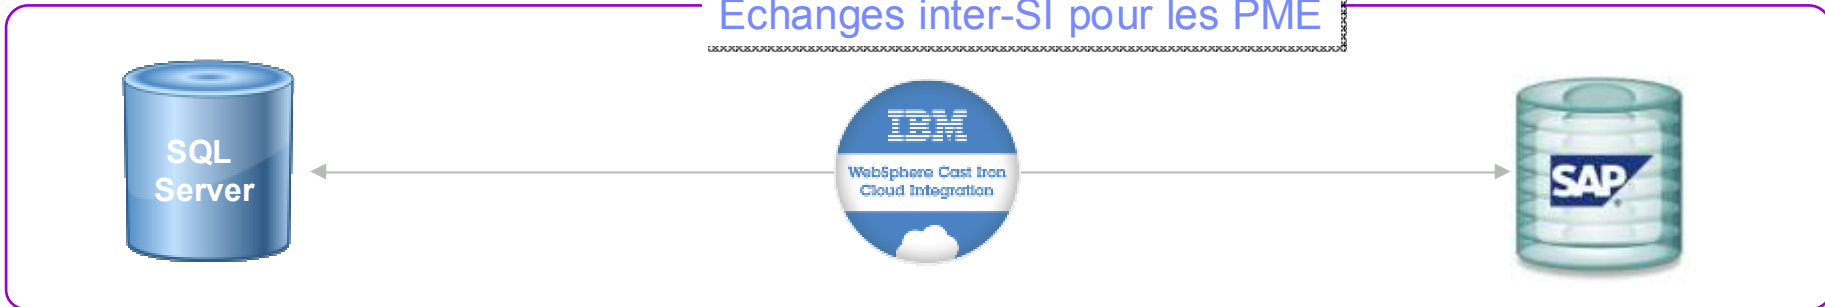 Echanges inter-SI pour les PME
SQL
Server
IBM
WebSphere Cast Iron
Cloud Integration
SAP